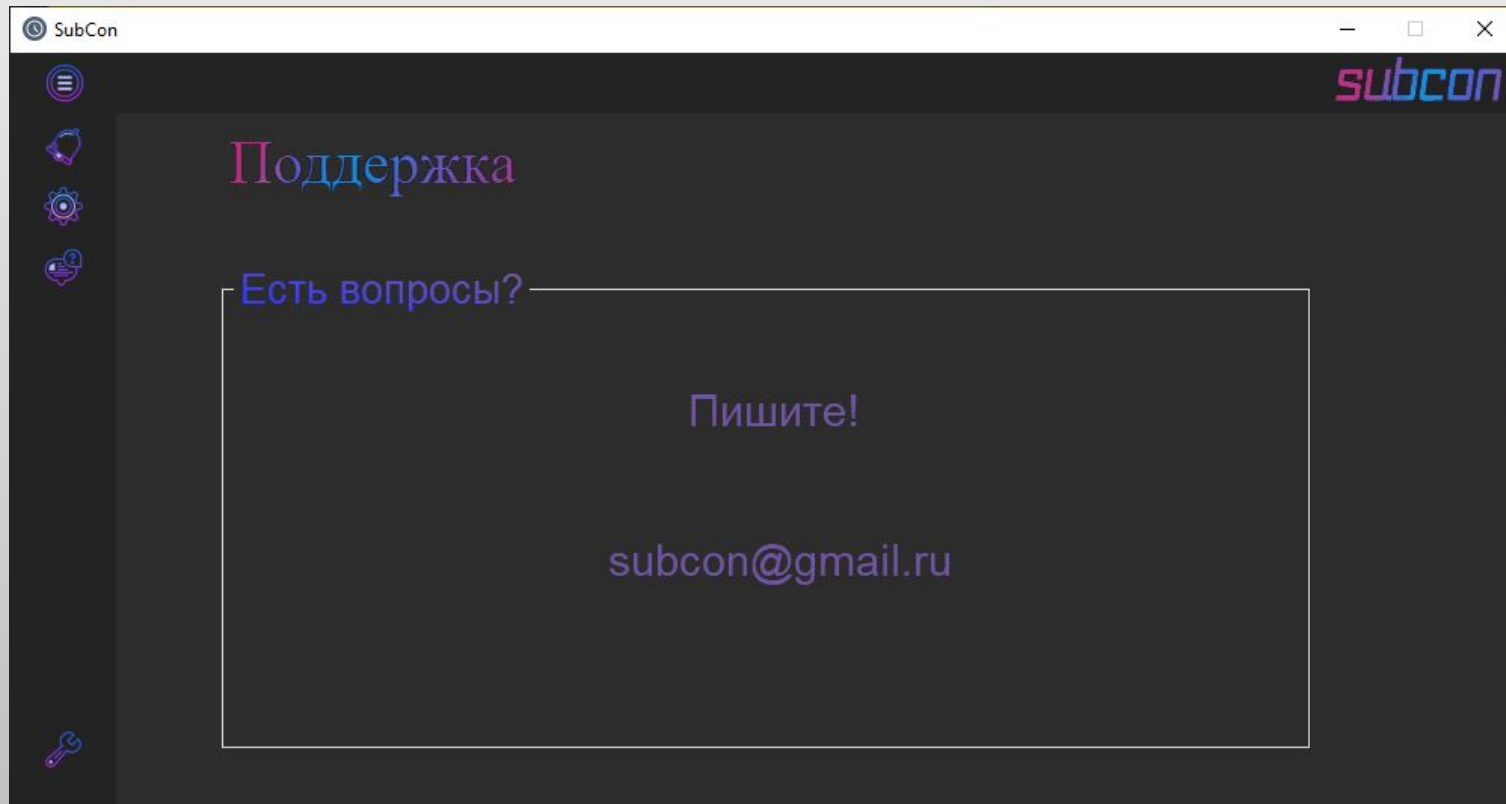 SubCon
subcon
Поддержка
Есть вопросы?
Пишите!
subcon@gmail.ru